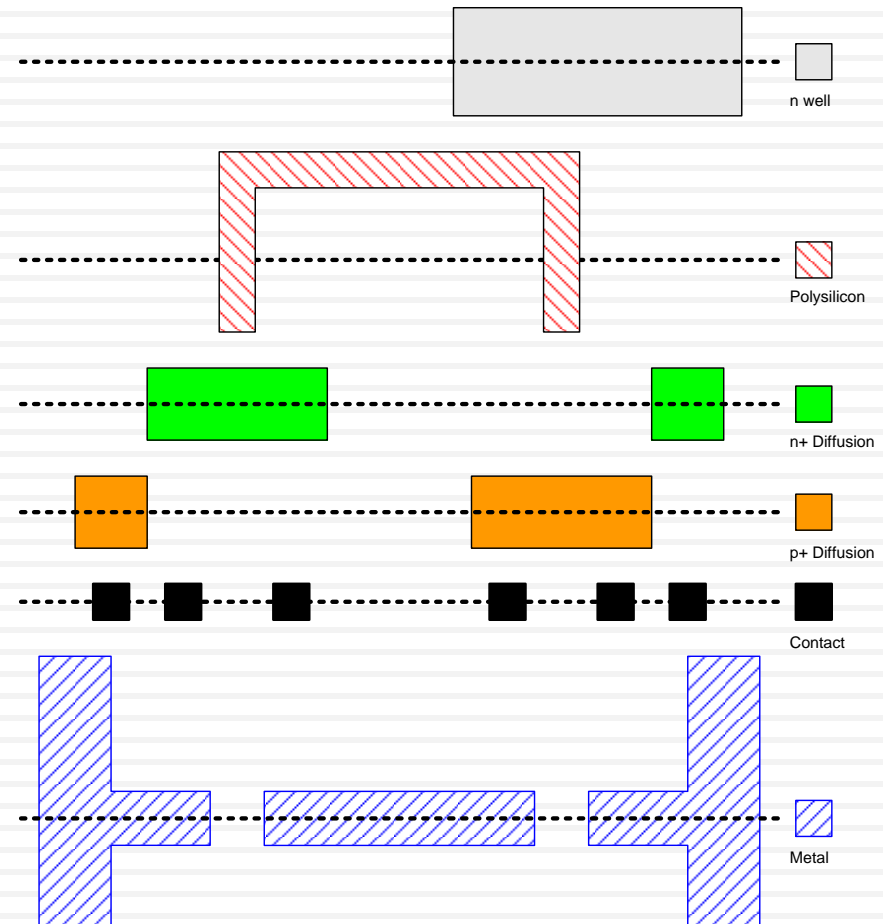 n well
Polysilicon
n+ Diffusion
p+ Diffusion
Contact
Metal